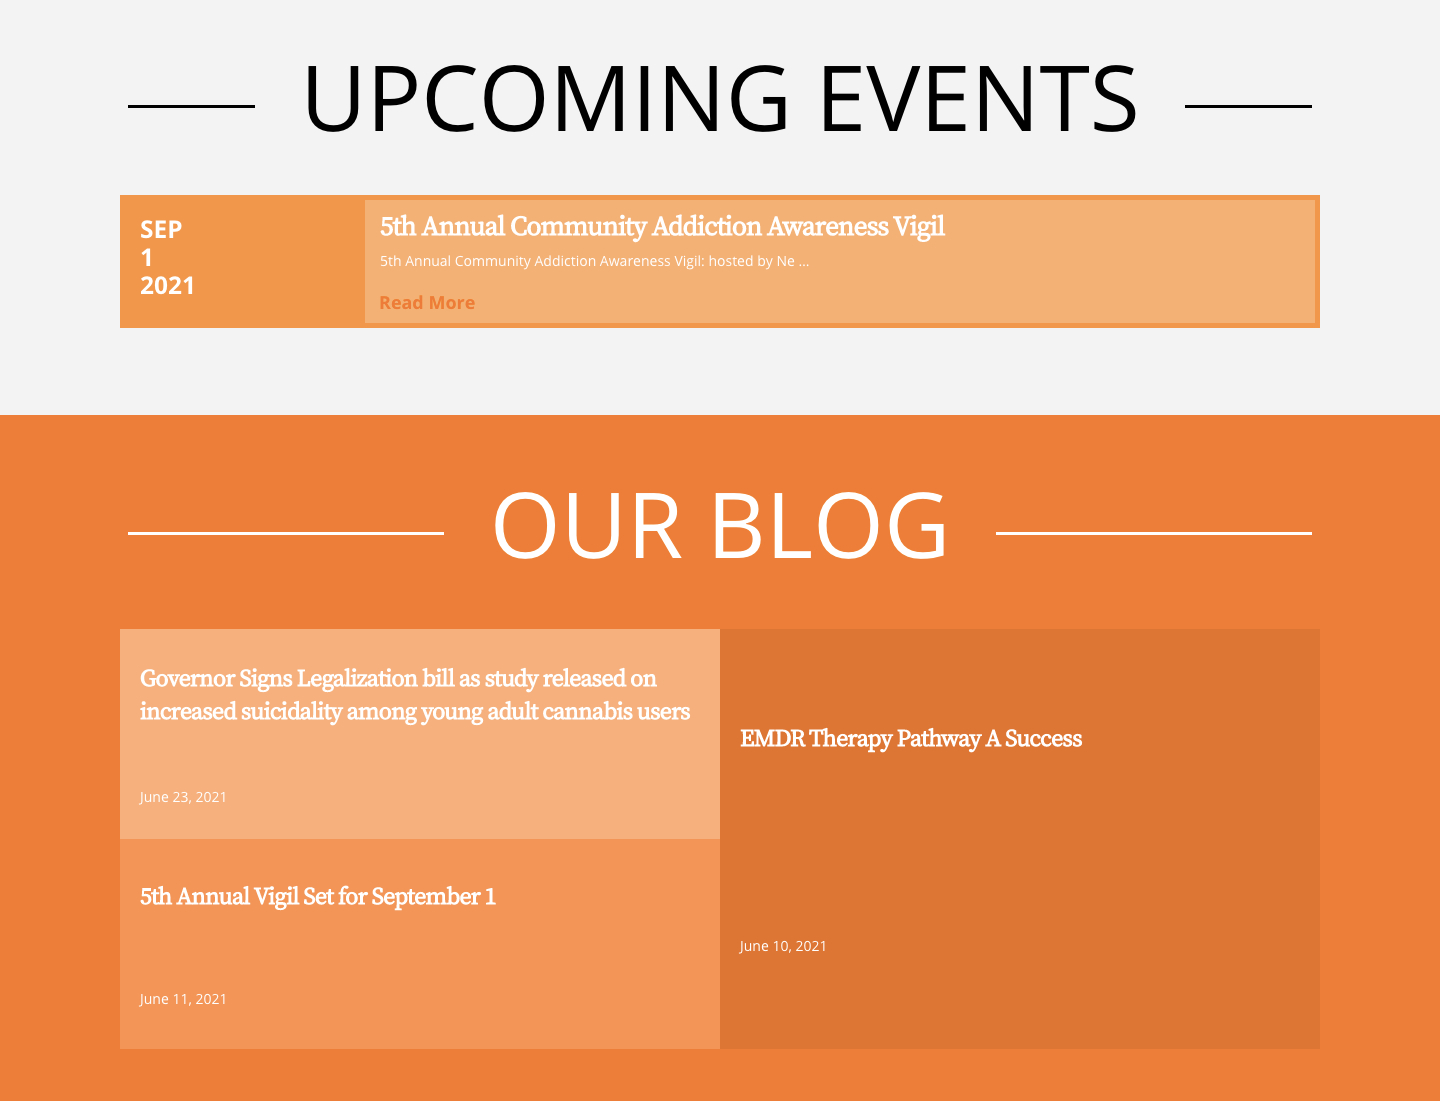 UPCOMING EVENTS
SEP
1
2021
5th Annual Community Addiction Awareness Vigil
5th Annual Community Addiction Awareness Vigil: hosted by Ne ...
Read More
OUR BLOG
Governor Signs Legalization bill as study released on
increased suicidality among young adult cannabis users
June 23, 2021
5th Annual Vigil Set for September 1
June 11, 2021
EMDR Therapy Pathway A Success
June 10, 2021